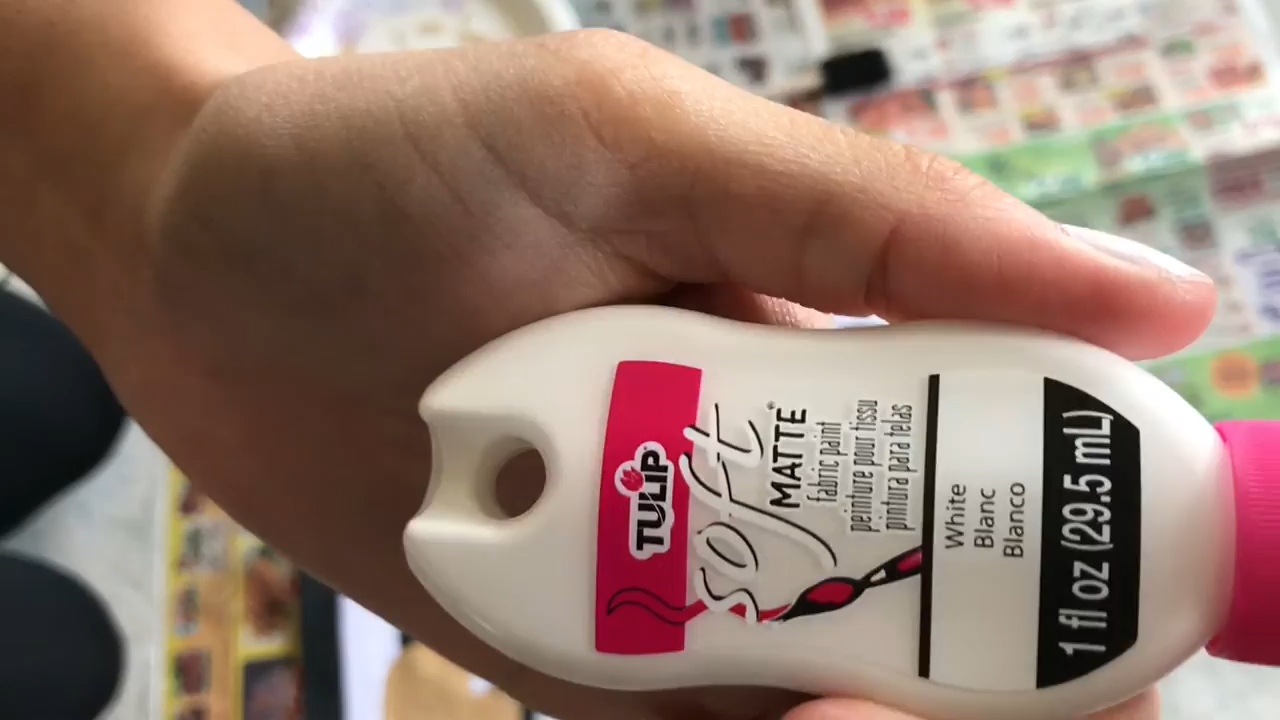 TULIP
soft
MATTE®
fabric paint
peinture pour tissu
pintura para telas
White
Blanc
Blanco
1 fl oz (29.5 mL)